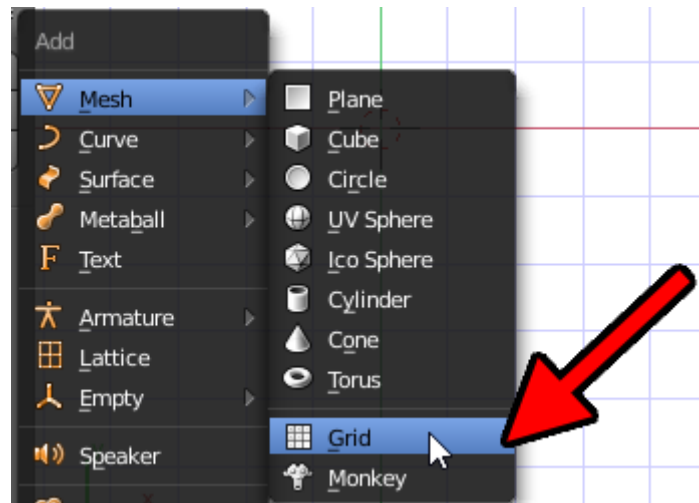 Add
Mesh
Curve
Surface
Metaball
Text
Armature
Lattice
Empty
Speaker
Plane
Cube
Circle
UV Sphere
Ico Sphere
Cylinder
Cone
Torus
Grid
Monkey